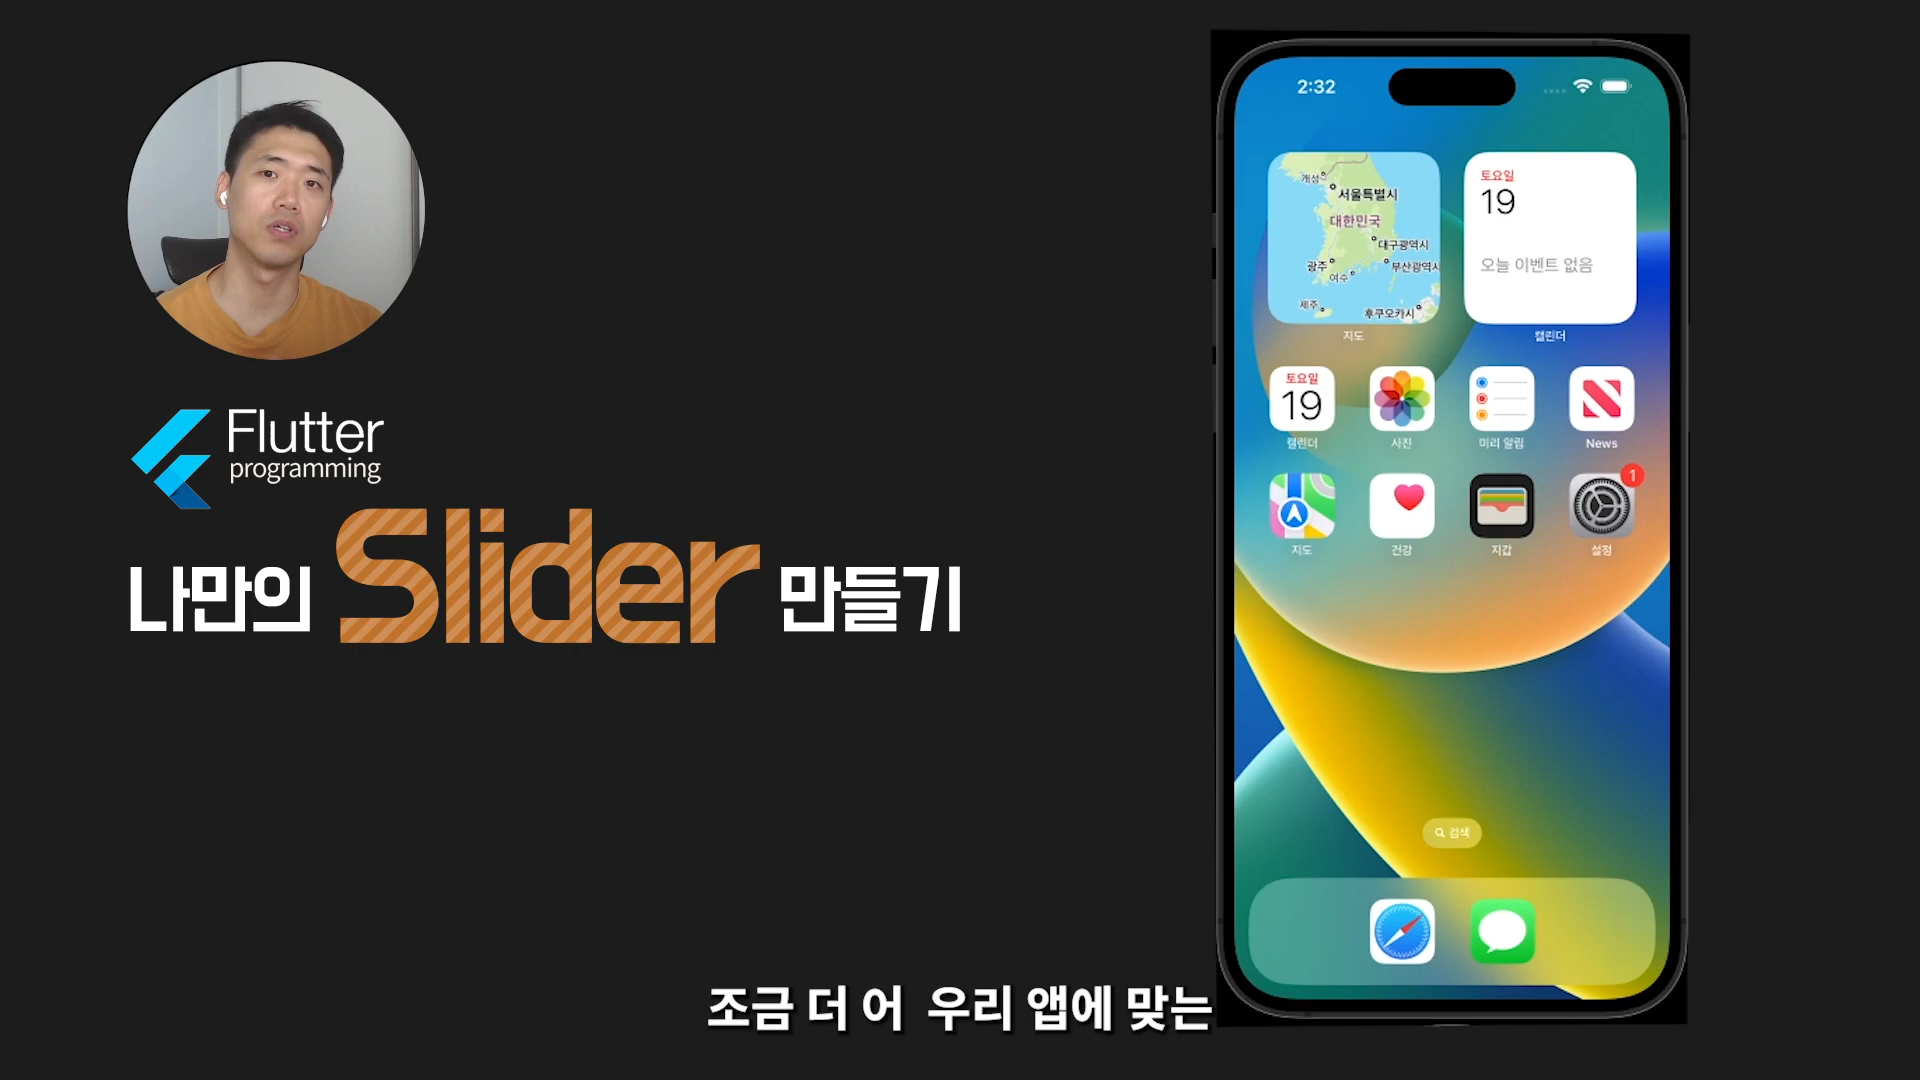 Flutter
programming
나만의 Slider 만들기
2:32
개성
서울특별시
대한민국
대구광역시
광주
부산광역시
여수
제주
후쿠오카시
지도
토요일
19
오늘 이벤트 없음
캘린더
토요일
19
캘린더
사진
미리 알림
News
지도
건강
지갑
1
설정
검색
조금 더 어 우리 앱에 맞는